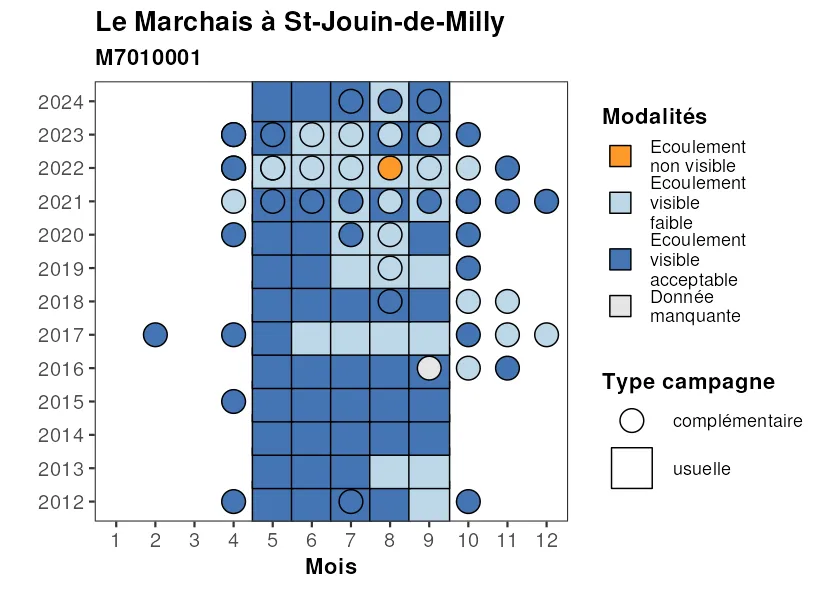 Le Marchais à St-Jouin-de-Milly
M7010001
2024
2023
2022
2021
2020
2019
2018
2017
2016
2015
2014
2013
2012
1 2 3 4 5 6 7 8 9 10 11 12
Mois
Modalités
Ecoulement
non visible
Ecoulement
visible
faible
Ecoulement
visible
acceptable
Donnée
manquante
Type campagne
complémentaire
usuelle